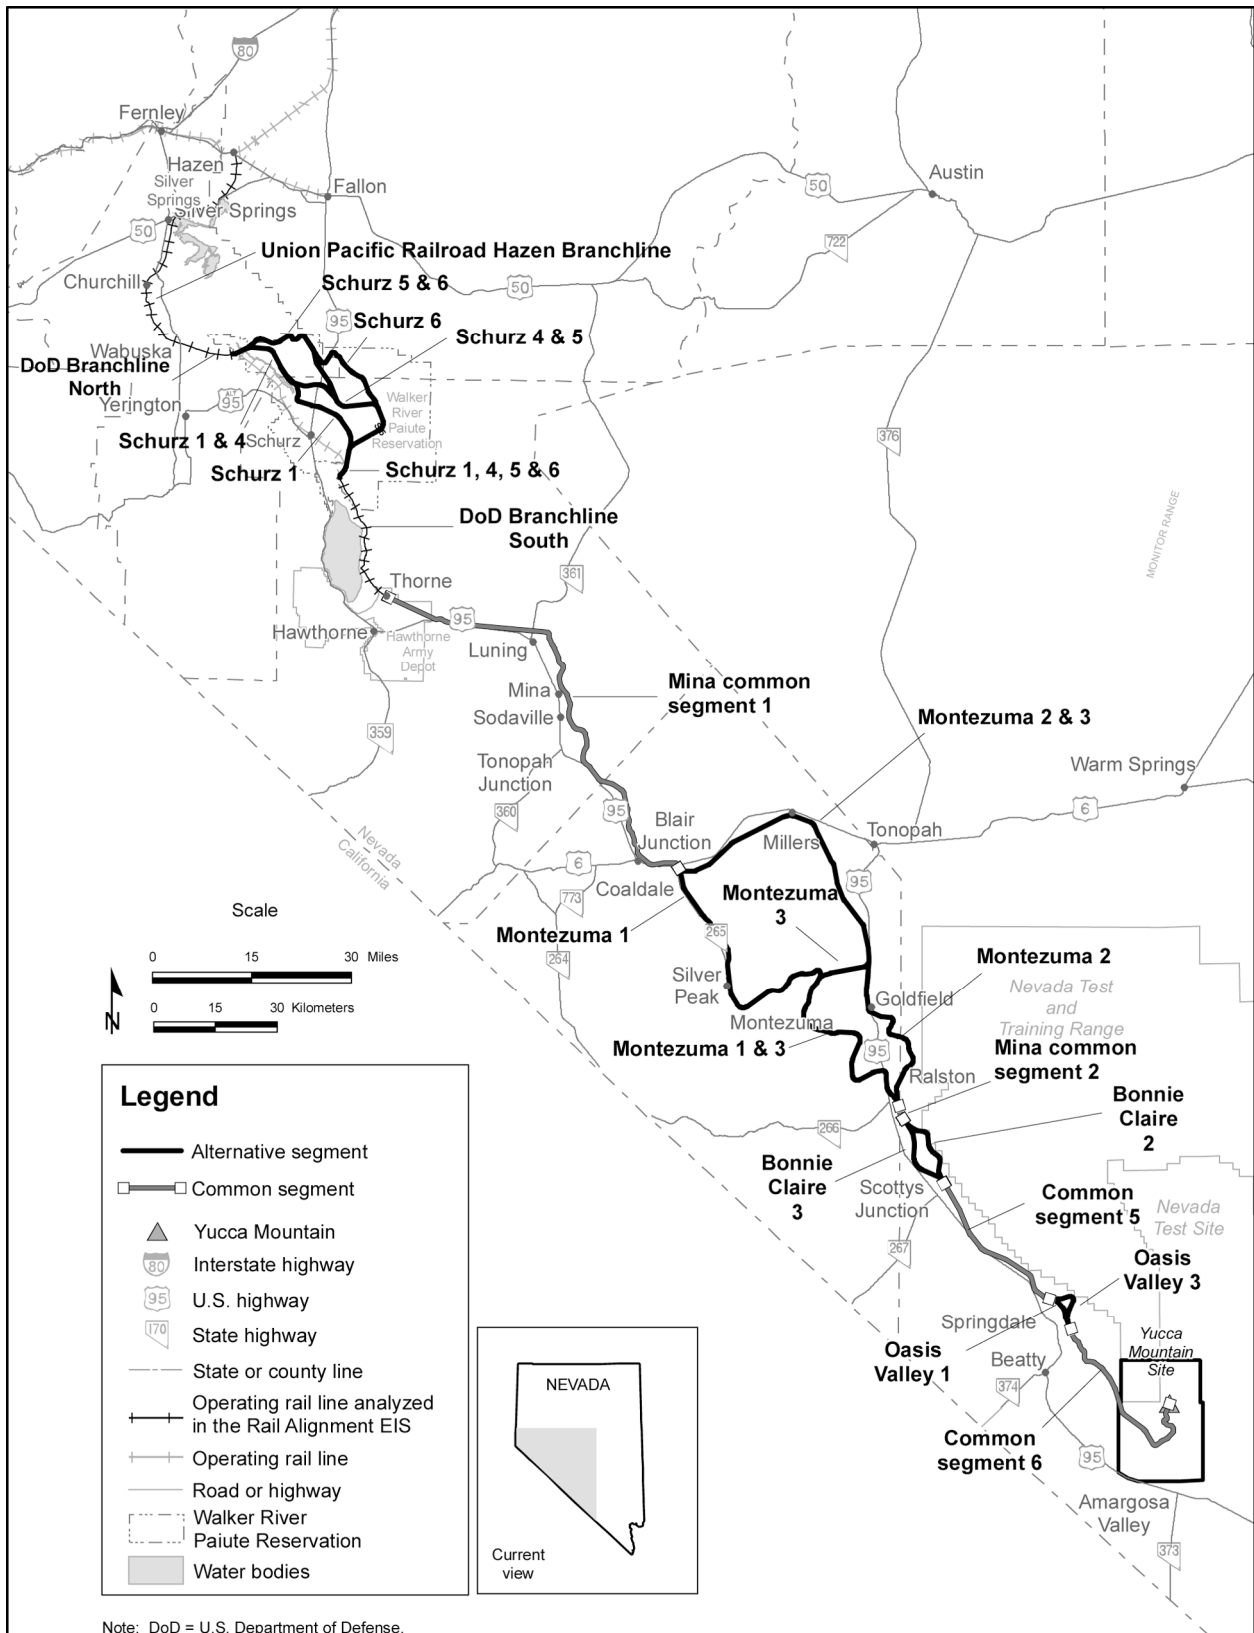 80
Fernley
Hazen
Silver
Springs
Silver Springs
Fallon
50
Austin
50
722
Union Pacific Railroad Hazen Branchline
Churchill
Schurz 5 & 6
50
95
Schurz 6
Schurz 4 & 5
Wabuska
DoD Branchline
North
ALT
95
Yerington
Walker
River
Paiute
Reservation
376
Schurz 1 & 4
Schurz
Schurz 1
Schurz 1, 4, 5 & 6
DoD Branchline
South
MONITOR RANGE
361
Thorne
95
Hawthorne
Hawthorne
Army
Depot
Luning
Mina
Mina common
segment 1
Sodaville
359
Montezuma 2 & 3
Tonopah
Junction
Warm Springs
360
95
6
Blair
Junction
Millers
Tonopah
Nevada
California
6
Coaldale
773
95
Montezuma
3
Scale
0 15 30 Miles
0 15 30 Kilometers
N
Montezuma 1
265
264
Montezuma 2
Silver
Peak
Nevada Test
and
Training Range
Goldfield
Montezuma
Montezuma 1 & 3
95
Mina common
segment 2
Ralston
266
Bonnie
Claire
2
Bonnie
Claire
3
Scottys
Junction
Common
segment 5
Nevada
Test Site
267
Oasis
Valley 3
Springdale
Yucca
Mountain
Site
Oasis
Valley 1
Beatty
374
Common
segment 6
95
Amargosa
Valley
373
Legend
Alternative segment
Common segment
Yucca Mountain
80
Interstate highway
95
U.S. highway
170
State highway
State or county line
Operating rail line analyzed
in the Rail Alignment EIS
Operating rail line
Road or highway
Walker River
Paiute Reservation
Water bodies
NEVADA
Current
view
Note: DoD = U.S. Department of Defense.